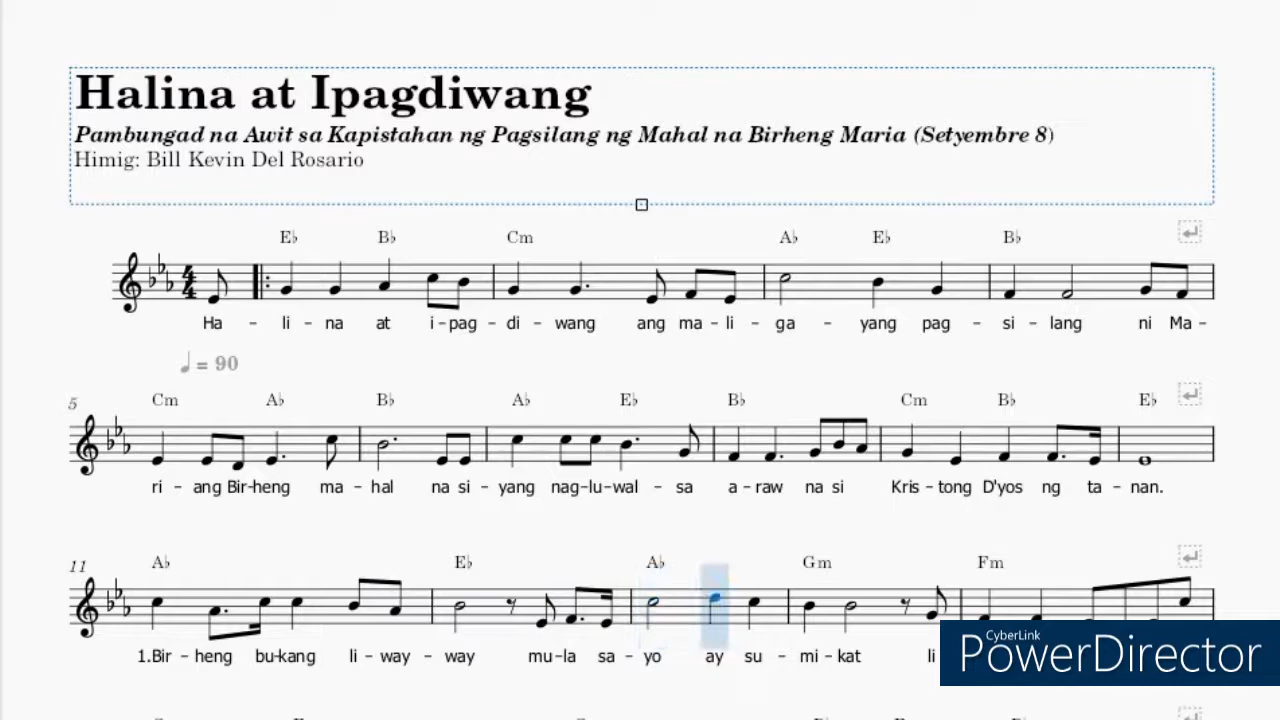 Halina at Ipagdiwang
Pambungad na Awit sa Kapistahan ng Pagsilang ng Mahal na Birheng Maria (Setyembre 8)
Himig: Bill Kevin Del Rosario
E♭ B♭ Cm A♭ E♭ B♭
4/4
Ha - li - na at i - pag - di - wang ang ma - li - ga - yang pag - si - lang ni Ma -
♩ = 90
5 Cm A♭ B♭ A♭ E♭ B♭ Cm B♭ E♭
ri - ang Bir-heng ma - hal na si - yang nag-lu-wal - sa a - raw na si Kris - tong D'yos ng ta - nan.
11 A♭ E♭ A♭ Gm Fm
1.Bir - heng bu-kang li - way - way mu-la sa - yo ay su - mi - kat li
CyberLink
PowerDirector